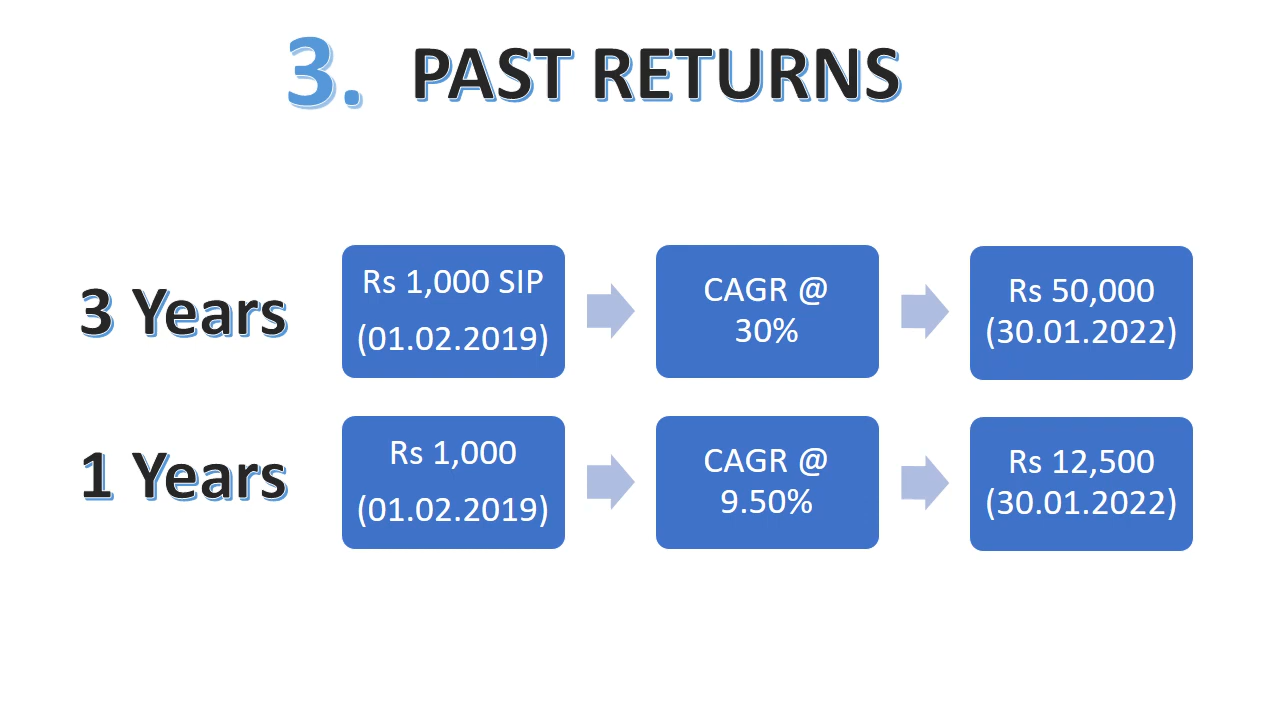 3. PAST RETURNS
3 Years
Rs 1,000 SIP
(01.02.2019)
CAGR @
30%
Rs 50,000
(30.01.2022)
1 Years
Rs 1,000
(01.02.2019)
CAGR @
9.50%
Rs 12,500
(30.01.2022)